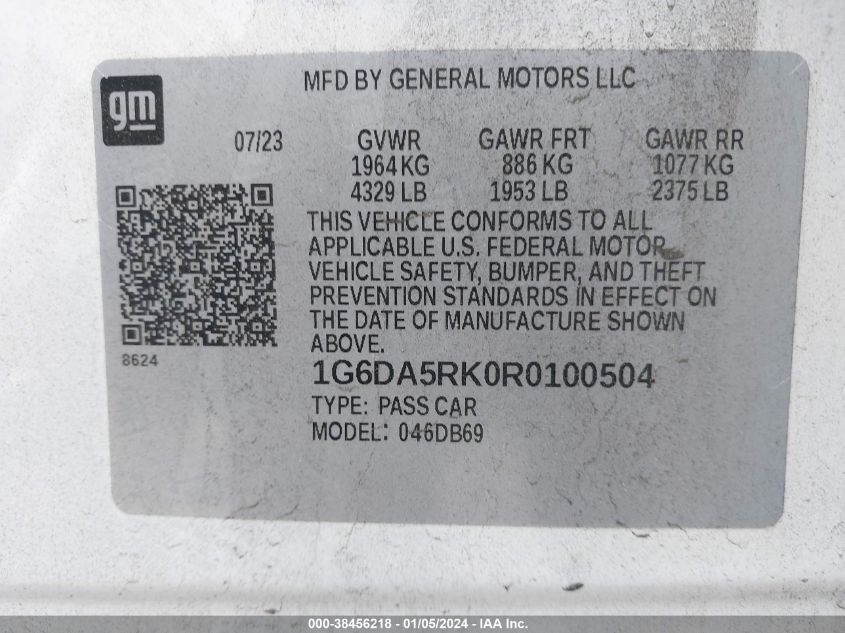 gm
MFD BY GENERAL MOTORS LLC
07/23 GVWR GAWR FRT GAWR RR
1964 KG 886 KG 1077 KG
4329 LB 1953 LB 2375 LB
THIS VEHICLE CONFORMS TO ALL
APPLICABLE U.S. FEDERAL MOTOR
VEHICLE SAFETY, BUMPER, AND THEFT
PREVENTION STANDARDS IN EFFECT ON
THE DATE OF MANUFACTURE SHOWN
ABOVE.
8624
1G6DA5RK0R0100504
TYPE: PASS CAR
MODEL: 046DB69
000-38456218 - 01/05/2024 - IAA Inc.